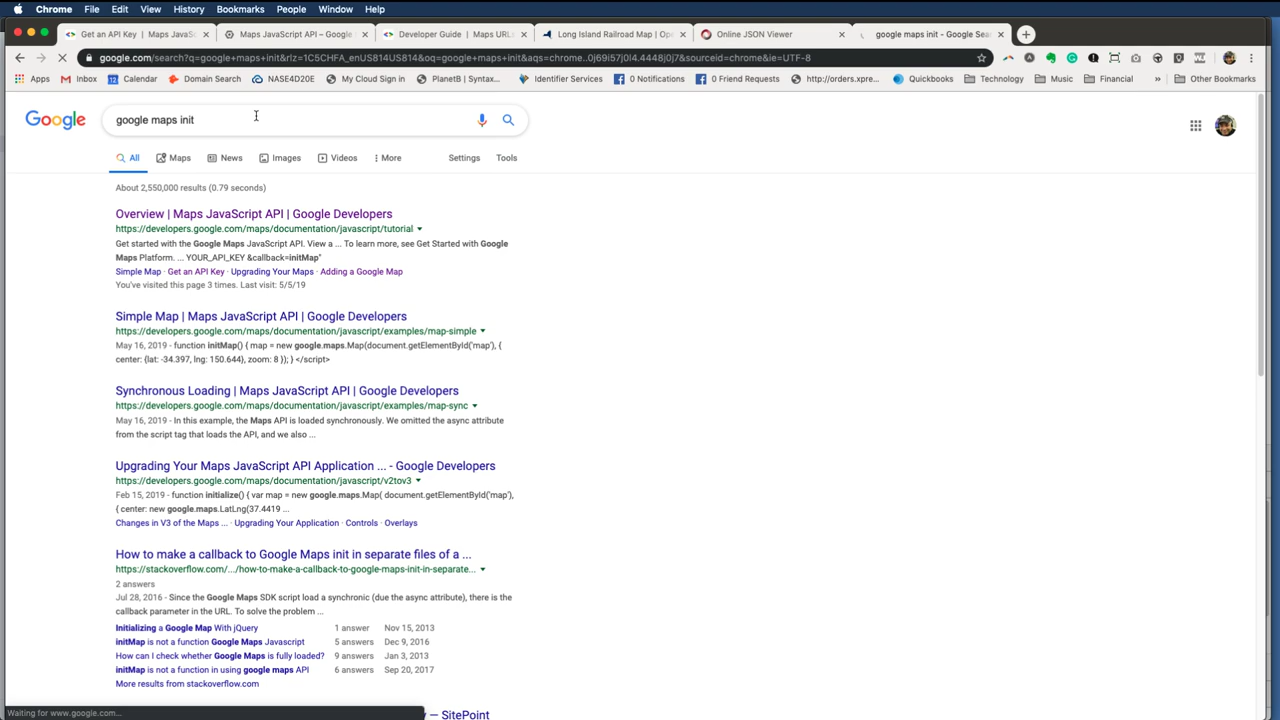 Chrome File Edit View History Bookmarks People Window Help
Get an API Key | Maps JavaSc × Maps JavaScript API – Google × Developer Guide | Maps URLs × Long Island Railroad Map | Ope × Online JSON Viewer × google maps init - Google Sea ×
google.com/search?q=google+maps+init&rlz=1C5CHFA_enUS814US814&oq=google+maps+init&aqs=chrome..0j69i57j0l4.4448j0j7&sourceid=chrome&ie=UTF-8
Apps Inbox Calendar Domain Search NASE4D20E My Cloud Sign in PlanetB | Syntax... Identifier Services 0 Notifications 0 Friend Requests http://orders.xpre... Quickbooks Technology Music Financial » Other Bookmarks
Google google maps init
All Maps News Images Videos More Settings Tools
About 2,550,000 results (0.79 seconds)
Overview | Maps JavaScript API | Google Developers
https://developers.google.com/maps/documentation/javascript/tutorial
Get started with the Google Maps JavaScript API. View a ... To learn more, see Get Started with Google
Maps Platform. ... YOUR_API_KEY &callback=initMap"
Simple Map · Get an API Key · Upgrading Your Maps · Adding a Google Map
You've visited this page 3 times. Last visit: 5/5/19
Simple Map | Maps JavaScript API | Google Developers
https://developers.google.com/maps/documentation/javascript/examples/map-simple
May 16, 2019 - function initMap() { map = new google.maps.Map(document.getElementById('map'), {
center: {lat: -34.397, lng: 150.644}, zoom: 8 }); } </script>
Synchronous Loading | Maps JavaScript API | Google Developers
https://developers.google.com/maps/documentation/javascript/examples/map-sync
May 16, 2019 - In this example, the Maps API is loaded synchronously. We omitted the async attribute
from the script tag that loads the API, and we also ...
Upgrading Your Maps JavaScript API Application ... - Google Developers
https://developers.google.com/maps/documentation/javascript/v2tov3
Feb 15, 2019 - function initialize() { var map = new google.maps.Map( document.getElementById('map'),
{ center: new google.maps.LatLng(37.4419 ...
Changes in V3 of the Maps ... · Upgrading Your Application · Controls · Overlays
How to make a callback to Google Maps init in separate files of a ...
https://stackoverflow.com/.../how-to-make-a-callback-to-google-maps-init-in-separate...
2 answers
Jul 28, 2016 - Since the Google Maps SDK script load a synchronic (due the async attribute), there is the
callback parameter in the URL. To solve the problem ...
Initializing a Google Map With jQuery 1 answer Nov 15, 2013
initMap is not a function Google Maps Javascript 5 answers Dec 9, 2016
How can I check whether Google Maps is fully loaded? 9 answers Jan 3, 2013
initMap is not a function in using google maps API 6 answers Sep 20, 2017
More results from stackoverflow.com
Waiting for www.google.com... y — SitePoint